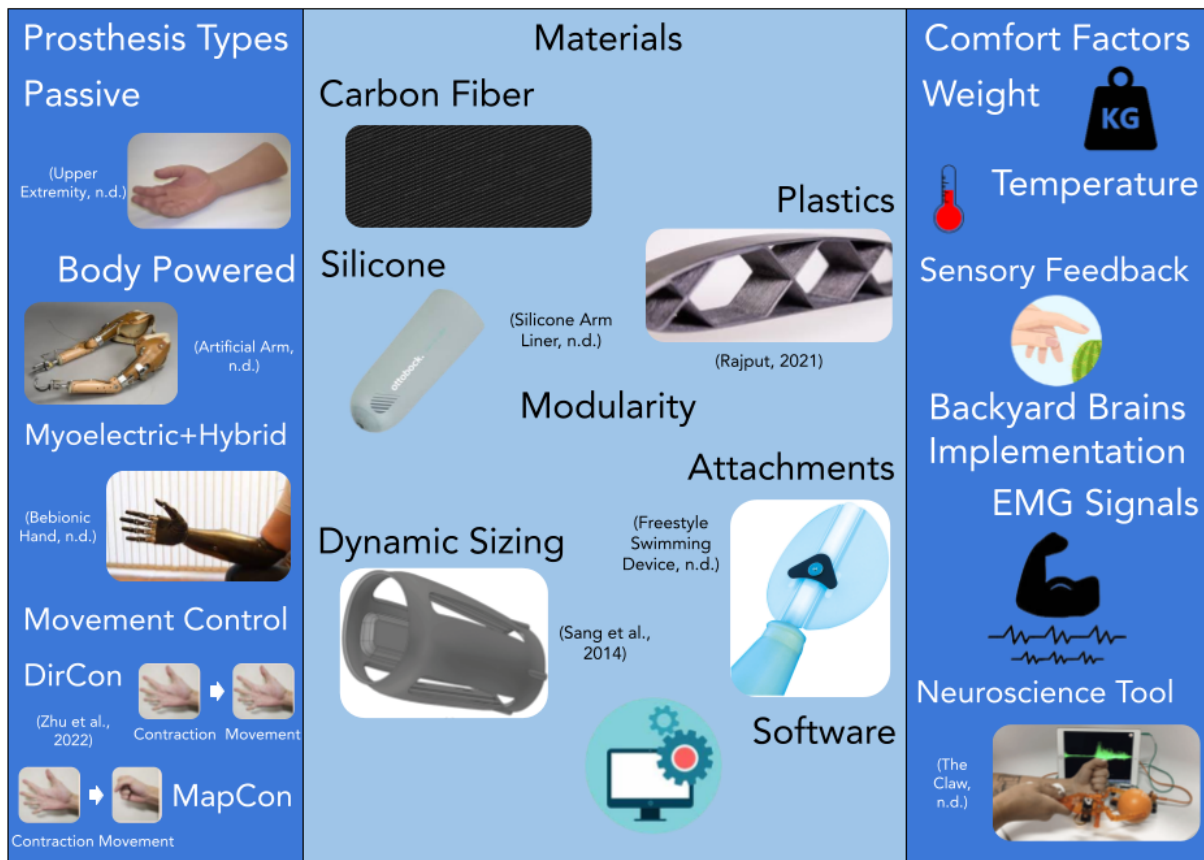 Prosthesis Types
Passive
(Upper
Extremity, n.d.)
Body Powered
(Artificial Arm,
n.d.)
Myoelectric+Hybrid
(Bebionic
Hand, n.d.)
Movement Control
DirCon
(Zhu et al.,
2022)
Contraction Movement
MapCon
Contraction Movement
Materials
Carbon Fiber
Plastics
(Rajput, 2021)
Silicone
ottobock.
(Silicone Arm
Liner, n.d.)
Modularity
Attachments
(Freestyle
Swimming
Device, n.d.)
Dynamic Sizing
(Sang et al.,
2014)
Software
Comfort Factors
Weight
KG
Temperature
Sensory Feedback
Backyard Brains
Implementation
EMG Signals
Neuroscience Tool
(The
Claw,
n.d.)